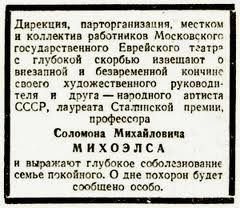 Дирекция, парторганизация, местком
и коллектив работников Московского
государственного Еврейского театра
с глубокой скорбью извещают о
внезапной и безвременной кончине
своего художественного руководи-
теля и друга—народного артиста
СССР, лауреата Сталинской премии,
профессора
Соломона Михайловича
МИХОЭЛСА
и выражают глубокое соболезнование
семье покойного. О дне похорон будет
сообщено особо.